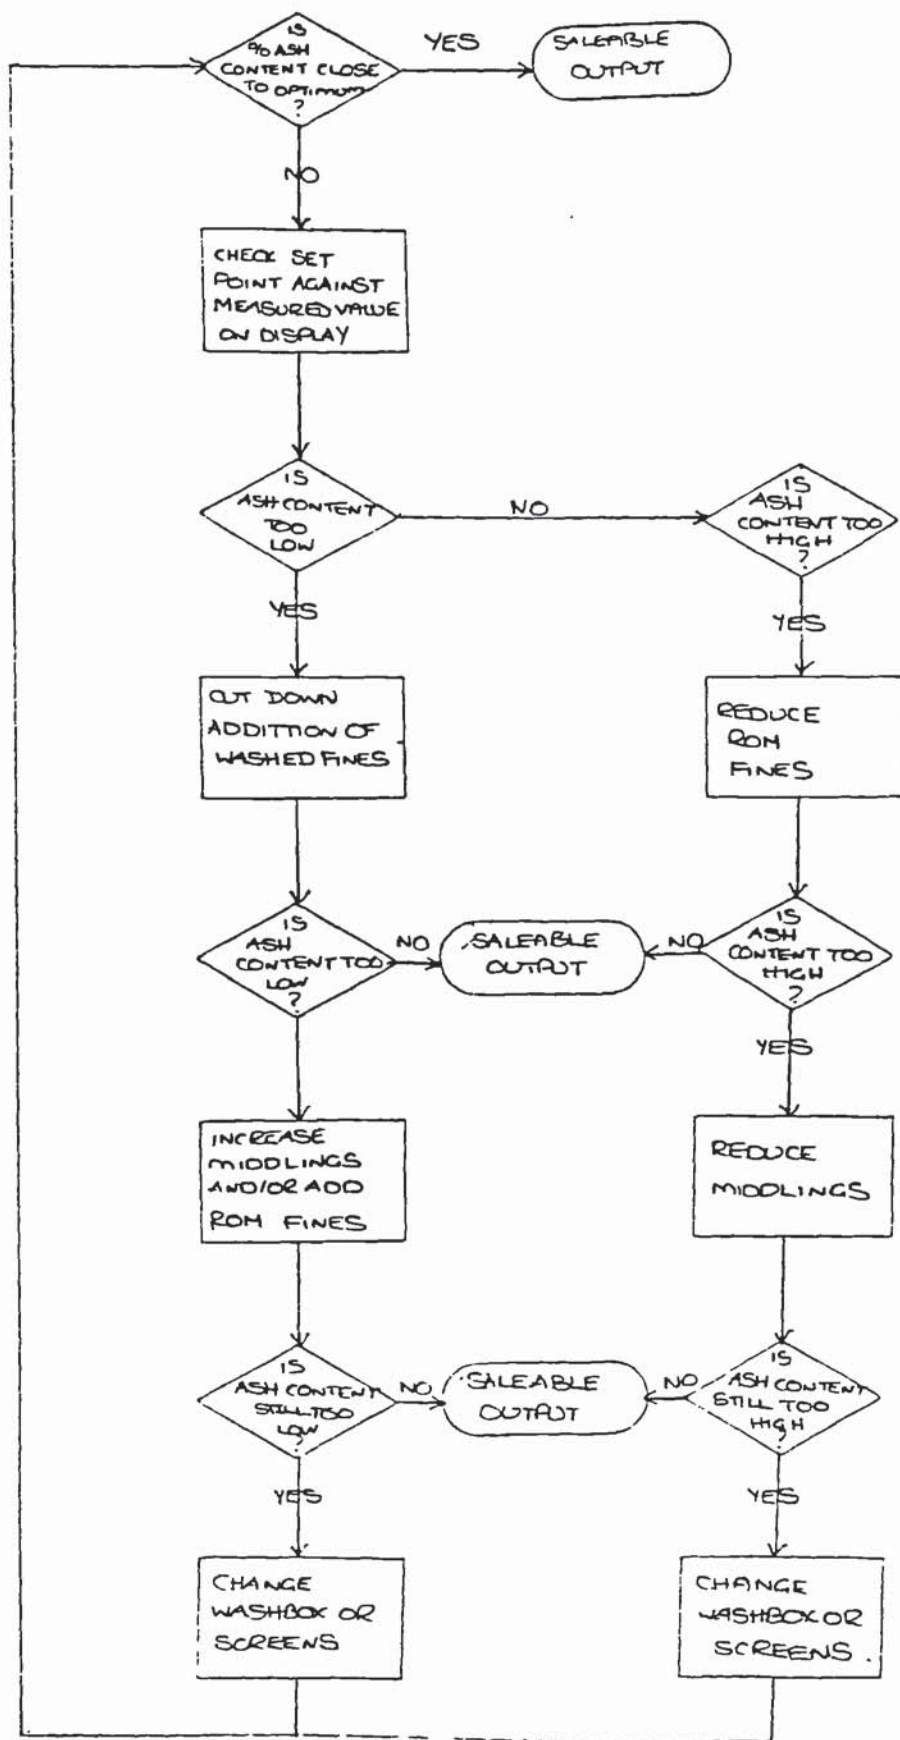 IS
% ASH
CONTENT CLOSE
TO OPTIMUM
?
YES
SALEABLE
OUTPUT
NO
CHECK SET
POINT AGAINST
MEASURED VALUE
ON DISPLAY
IS
ASH CONTENT
TOO
LOW
NO
IS
ASH
CONTENT TOO
HIGH
?
YES
YES
CUT DOWN
ADDITTION OF
WASHED FINES
REDUCE
ROM
FINES
IS
ASH
CONTENT TOO
LOW
?
NO
SALEABLE
OUTPUT
NO
IS
ASH
CONTENT TOO
HIGH
?
YES
INCREASE
MIDDLINGS
AND/OR ADD
ROM FINES
REDUCE
MIDDLINGS
IS
ASH CONTENT
STILL TOO
LOW
?
NO
SALEABLE
OUTPUT
NO
IS
ASH CONTENT
STILL TOO
HIGH
?
YES
YES
CHANGE
WASHBOX OR
SCREENS
CHANGE
WASHBOX OR
SCREENS.